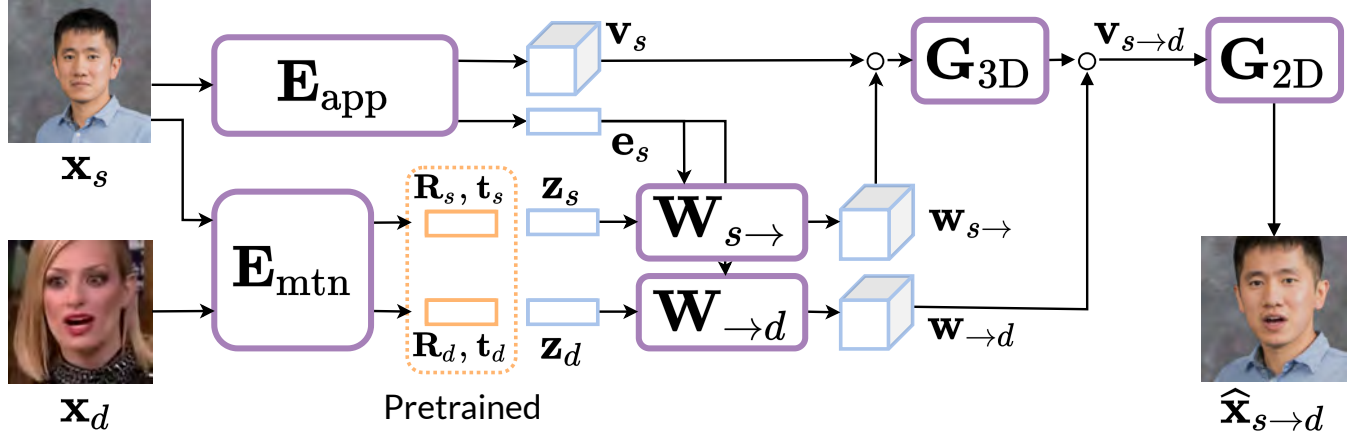 x_s
E_app
v_s
e_s
G_3D
v_{s→d}
G_2D
E_mtn
R_s, t_s
z_s
W_{s→}
w_{s→}
R_d, t_d
z_d
W_{→d}
w_{→d}
x_d
Pretrained
x̂_{s→d}